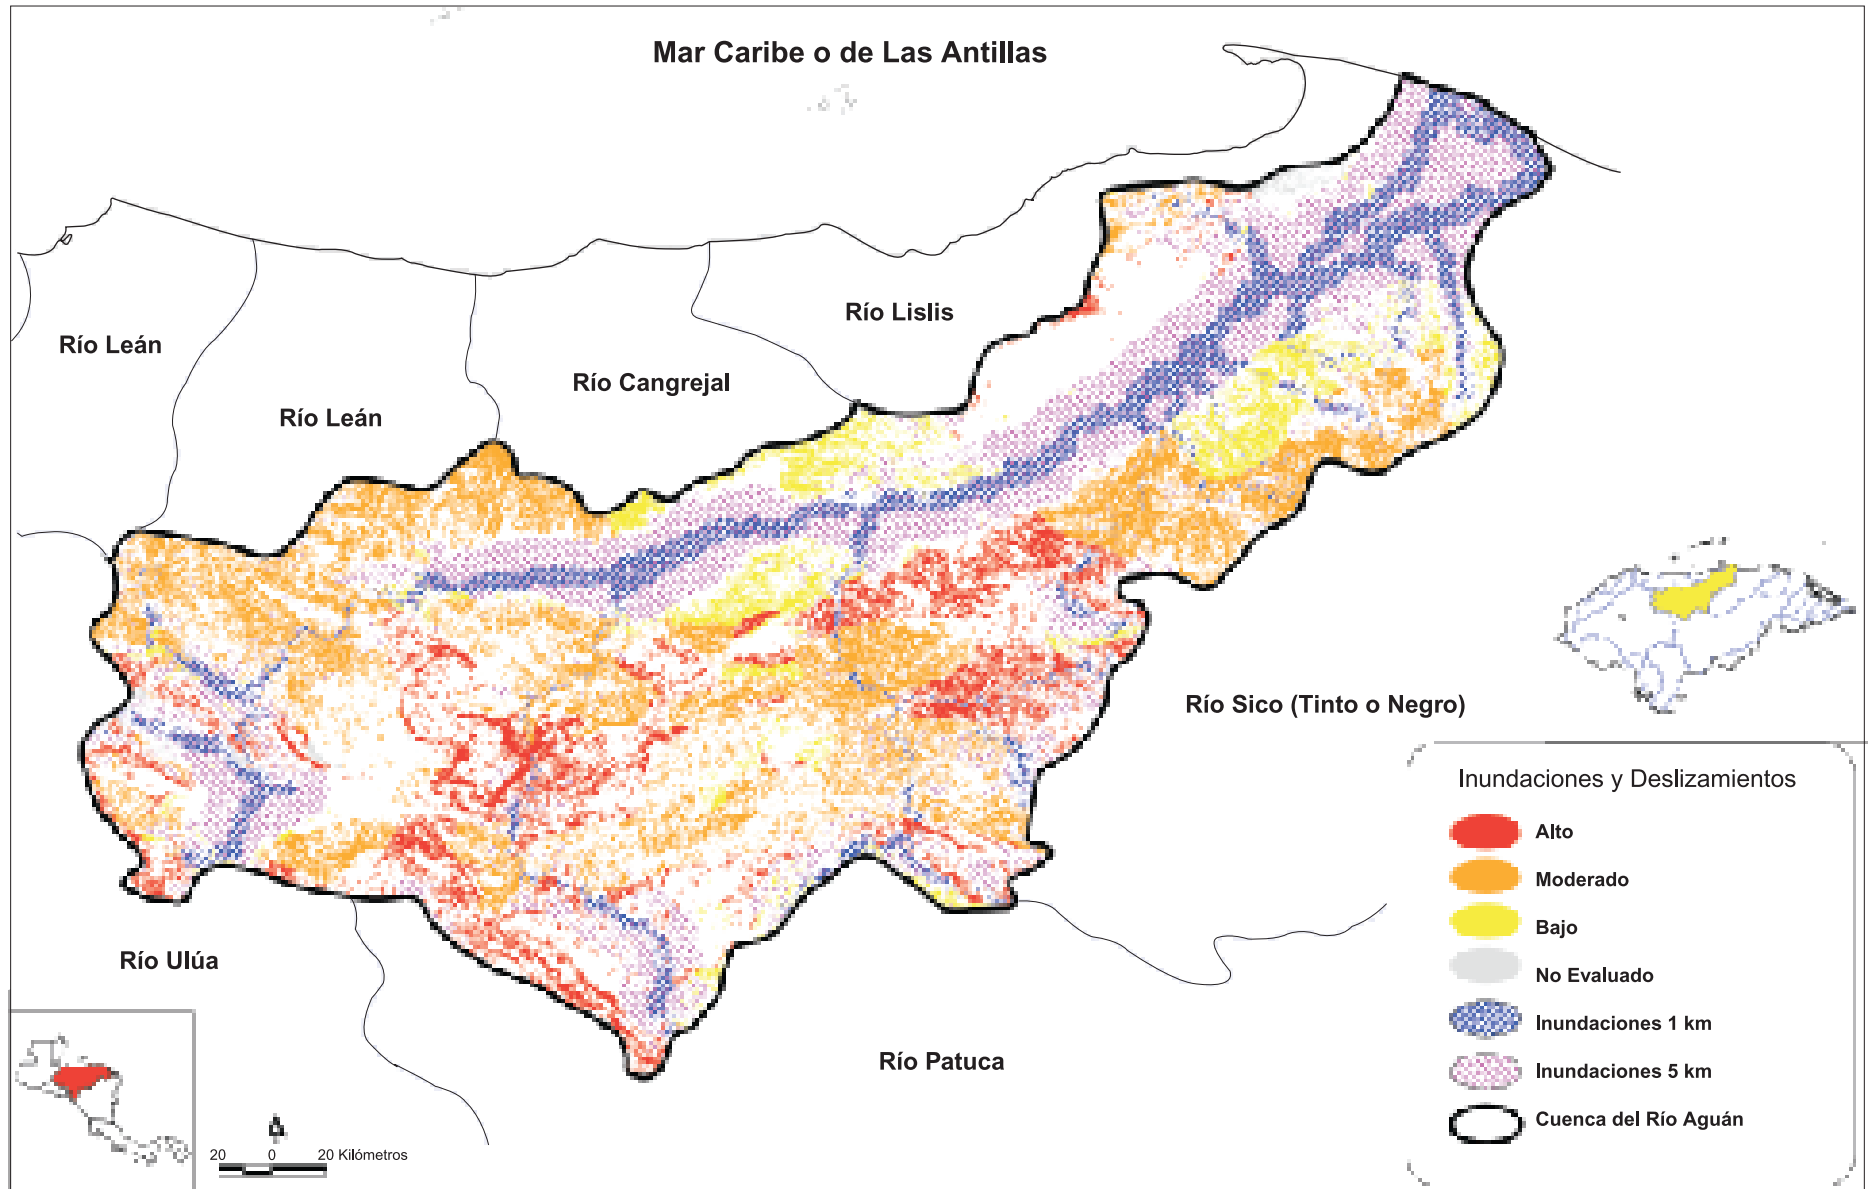 Mar Caribe o de Las Antillas
Río Lislis
Río Leán
Río Cangrejal
Río Leán
Río Sico (Tinto o Negro)
Inundaciones y Deslizamientos
Alto
Moderado
Bajo
No Evaluado
Inundaciones 1 km
Inundaciones 5 km
Cuenca del Río Aguán
Río Ulúa
Río Patuca
20 0 20 Kilómetros